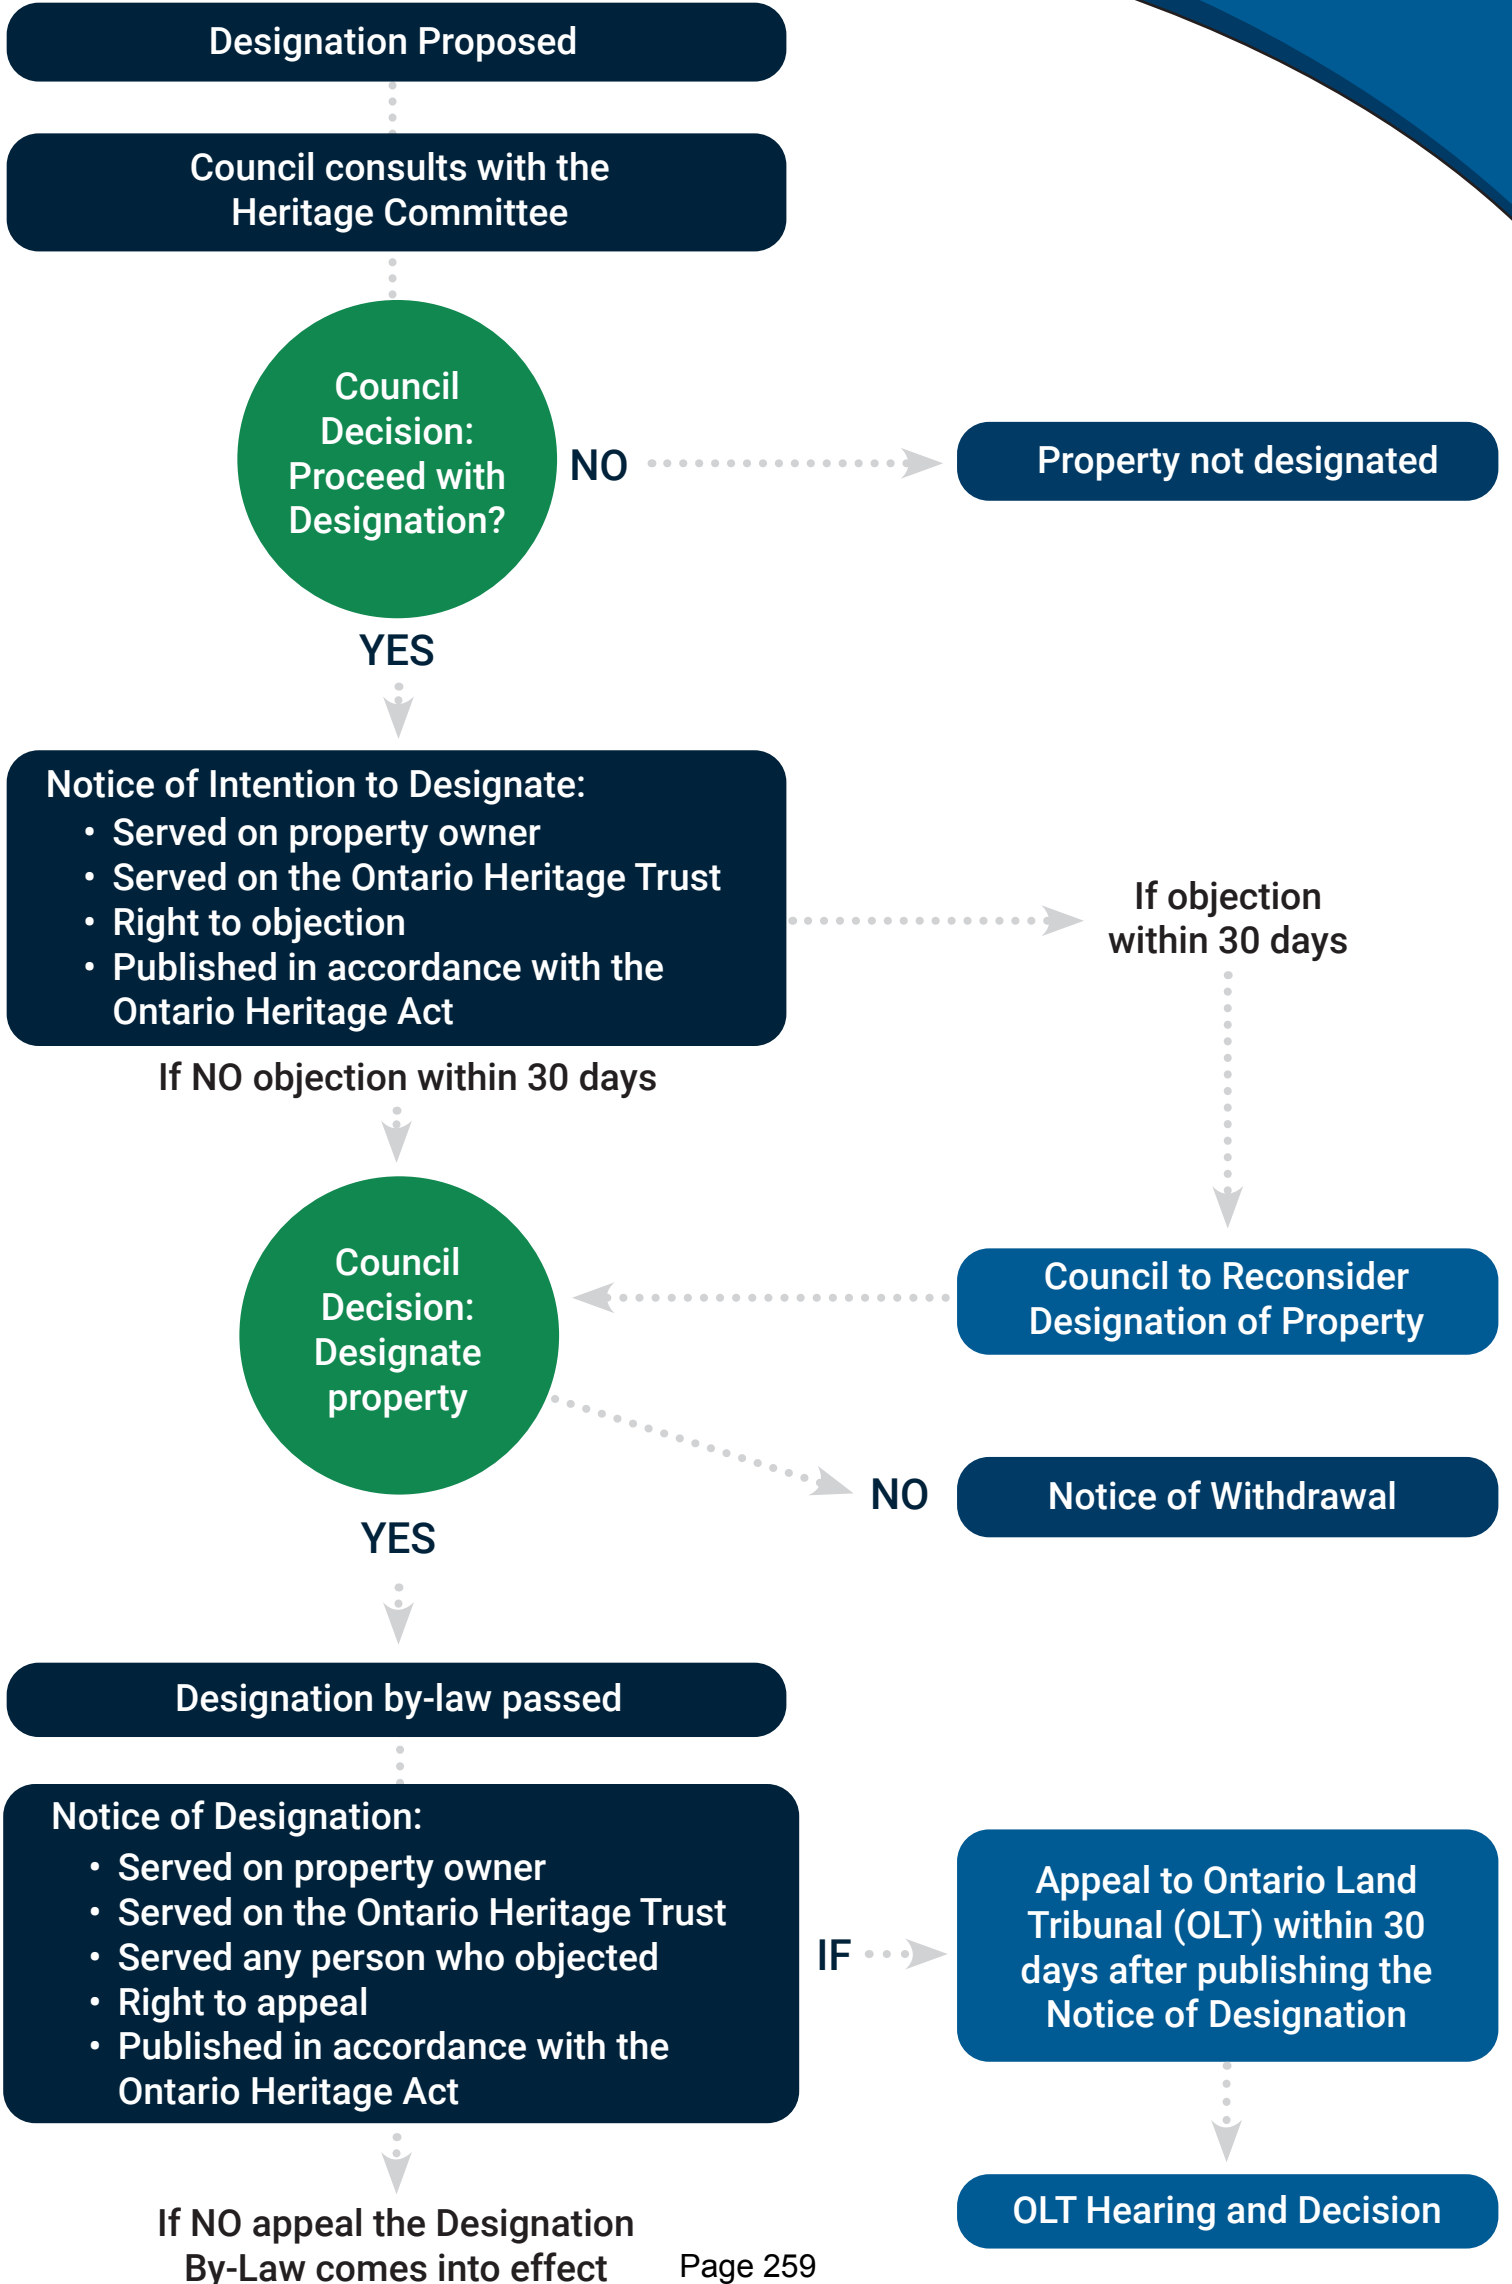 Designation Proposed
Council consults with the
Heritage Committee
Council
Decision:
Proceed with
Designation?
NO
Property not designated
YES
Notice of Intention to Designate:
• Served on property owner
• Served on the Ontario Heritage Trust
• Right to objection
• Published in accordance with the
Ontario Heritage Act
If objection
within 30 days
If NO objection within 30 days
Council
Decision:
Designate
property
Council to Reconsider
Designation of Property
NO
Notice of Withdrawal
YES
Designation by-law passed
Notice of Designation:
• Served on property owner
• Served on the Ontario Heritage Trust
• Served any person who objected
• Right to appeal
• Published in accordance with the
Ontario Heritage Act
IF
Appeal to Ontario Land
Tribunal (OLT) within 30
days after publishing the
Notice of Designation
OLT Hearing and Decision
If NO appeal the Designation
By-Law comes into effect
Page 259